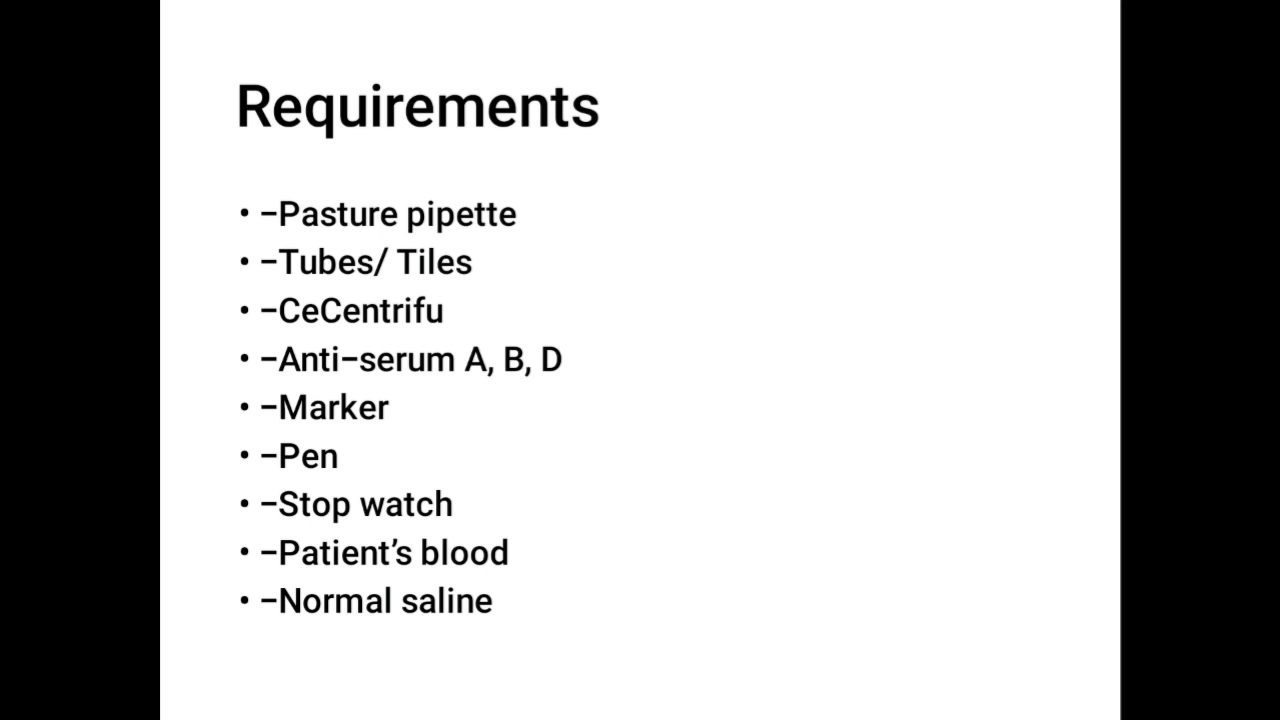 Requirements
• –Pasture pipette
• –Tubes/ Tiles
• –CeCentrifu
• –Anti–serum A, B, D
• –Marker
• –Pen
• –Stop watch
• –Patient’s blood
• –Normal saline